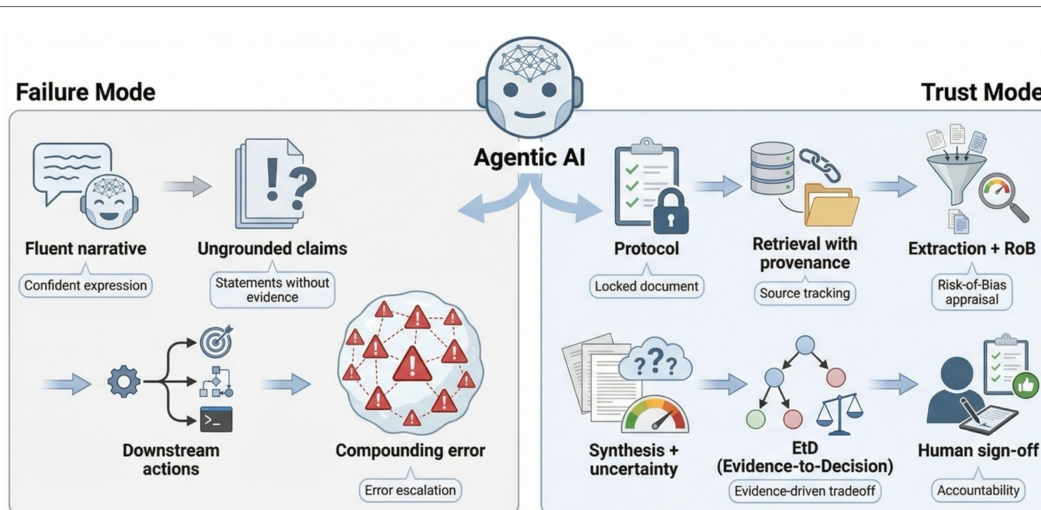 Failure Mode
Trust Mode
Agentic AI
Fluent narrative
Confident expression
Ungrounded claims
Statements without
evidence
Downstream
actions
Compounding error
Error escalation
Protocol
Locked document
Retrieval with
provenance
Source tracking
Extraction + RoB
Risk-of-Bias
appraisal
Synthesis +
uncertainty
EtD
(Evidence-to-Decision)
Evidence-driven tradeoff
Human sign-off
Accountability
!?
???
>_